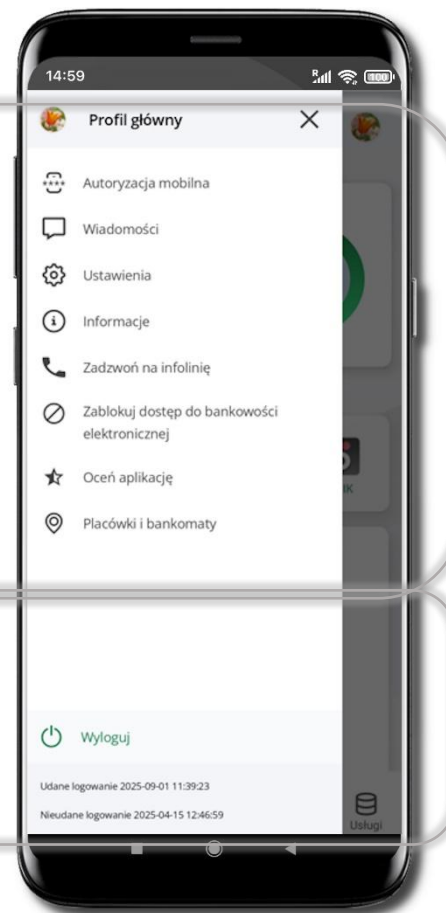 14:59
R
100
Profil główny
Autoryzacja mobilna
Wiadomości
Ustawienia
Informacje
Zadzwoń na infolinię
Zablokuj dostęp do bankowości
elektronicznej
IK
Oceń aplikację
Placówki i bankomaty
Wyloguj
Udane logowanie 2025-09-01 11:39:23
Nieudane logowanie 2025-04-15 12:46:59
Usługi